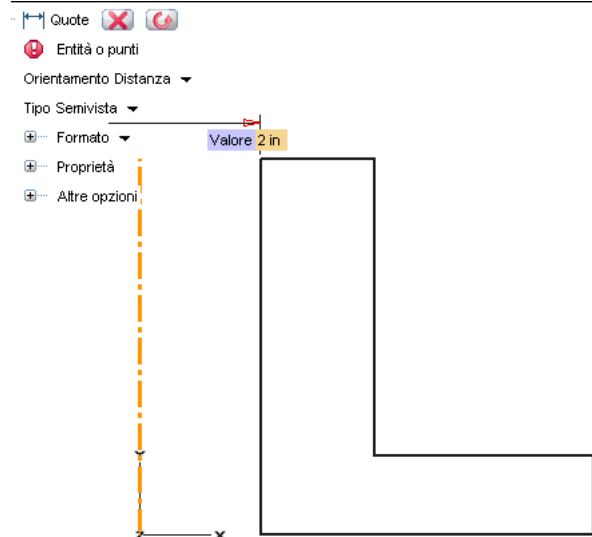 Quote
Entità o punti
Orientamento Distanza
Tipo Semivista
Formato
Valore 2 in
Proprietà
Altre opzioni
Y
X